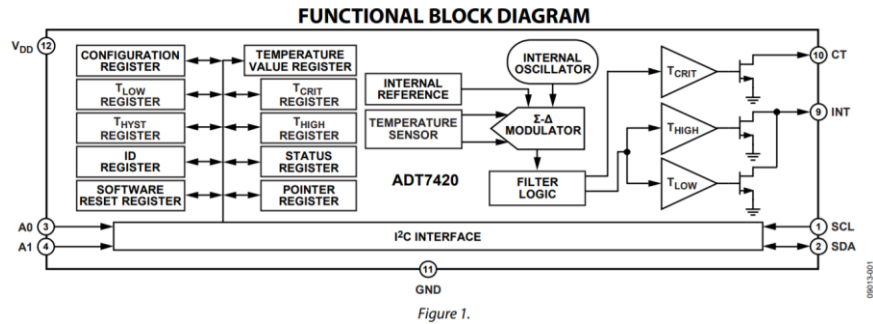 FUNCTIONAL BLOCK DIAGRAM
VDD 12
CONFIGURATION
REGISTER
TEMPERATURE
VALUE REGISTER
TLOW
REGISTER
TCRIT
REGISTER
THYST
REGISTER
THIGH
REGISTER
ID
REGISTER
STATUS
REGISTER
SOFTWARE
RESET REGISTER
POINTER
REGISTER
INTERNAL
OSCILLATOR
INTERNAL
REFERENCE
TEMPERATURE
SENSOR
Σ-Δ
MODULATOR
FILTER
LOGIC
ADT7420
TCRIT
THIGH
TLOW
10 CT
9 INT
A0 3
A1 4
I2C INTERFACE
1 SCL
2 SDA
11
GND
09013-001
Figure 1.